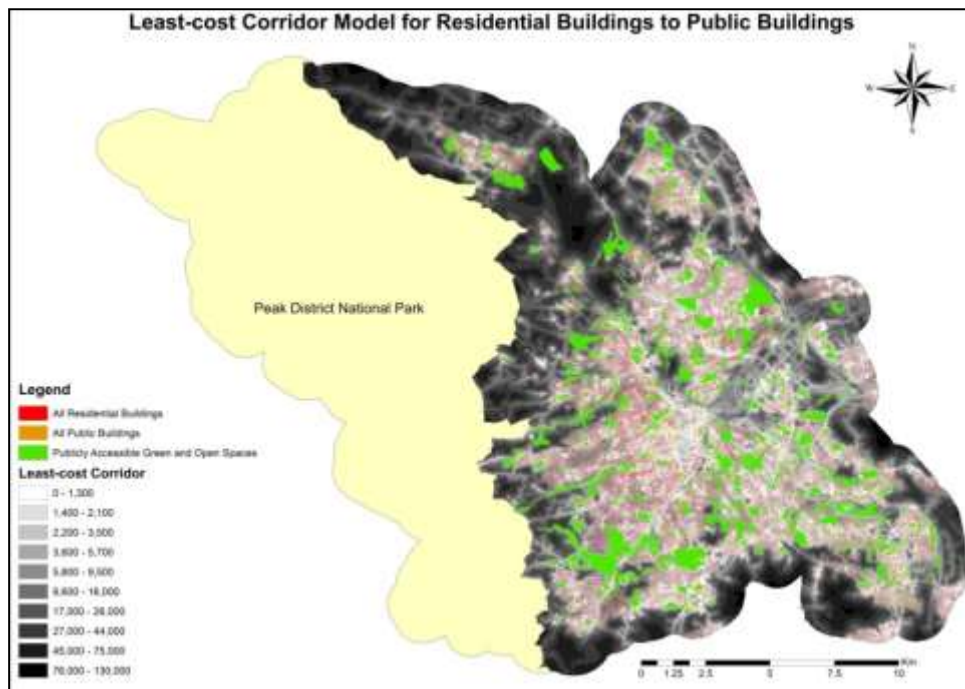 Least-cost Corridor Model for Residential Buildings to Public Buildings
N
W E
S
Peak District National Park
Legend
All Residential Buildings
All Public Buildings
Publicly Accessible Green and Open Spaces
Least-cost Corridor
0 - 1,300
1,400 - 2,100
2,200 - 3,500
3,600 - 5,700
5,800 - 9,500
9,600 - 16,000
17,000 - 26,000
27,000 - 44,000
45,000 - 75,000
76,000 - 130,000
Km
0 1.25 2.5 5 7.5 10